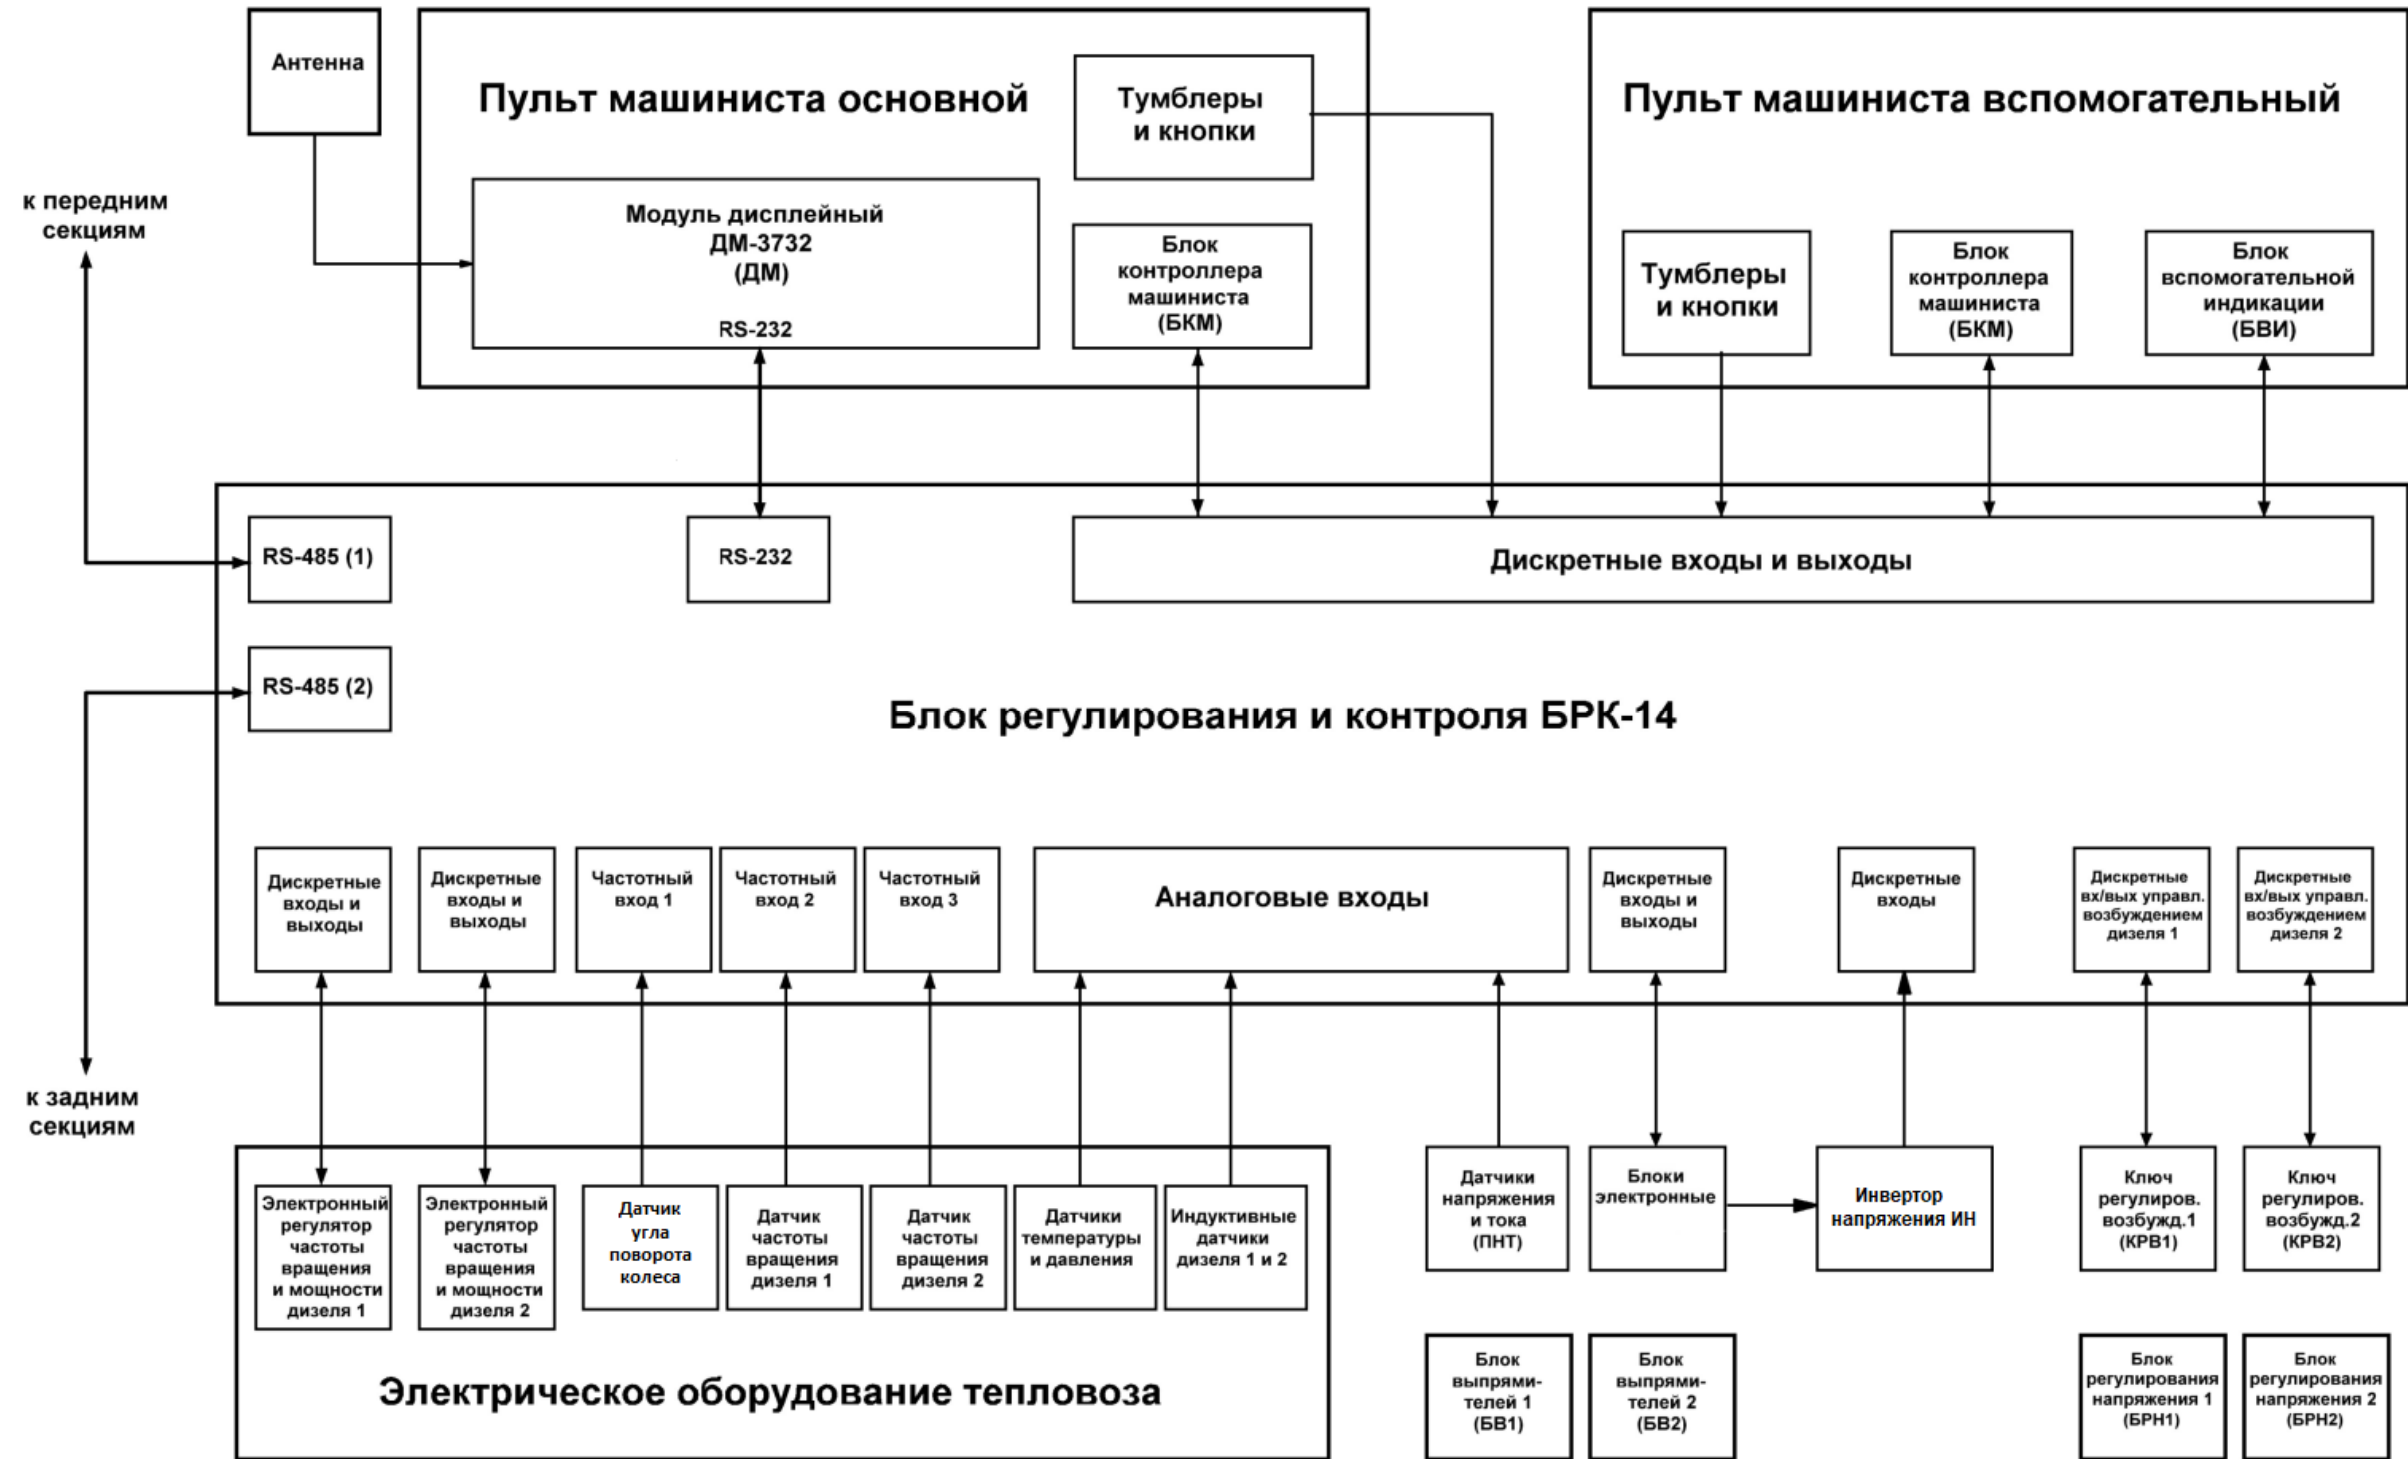 Антенна
Пульт машиниста основной
Тумблеры
и кнопки
Модуль дисплейный
ДМ-3732
(ДМ)
RS-232
Блок
контроллера
машиниста
(БКМ)
Пульт машиниста вспомогательный
Тумблеры
и кнопки
Блок
контроллера
машиниста
(БКМ)
Блок
вспомогательной
индикации
(БВИ)
к передним
секциям
RS-485 (1)
RS-232
Дискретные входы и выходы
RS-485 (2)
Блок регулирования и контроля БРК-14
Дискретные
входы и
выходы
Дискретные
входы и
выходы
Частотный
вход 1
Частотный
вход 2
Частотный
вход 3
Аналоговые входы
Дискретные
входы и
выходы
Дискретные
входы
Дискретные
вх/вых управл.
возбуждением
дизеля 1
Дискретные
вх/вых управл.
возбуждением
дизеля 2
к задним
секциям
Электронный
регулятор
частоты
вращения
и мощности
дизеля 1
Электронный
регулятор
частоты
вращения
и мощности
дизеля 2
Датчик
угла
поворота
колеса
Датчик
частоты
вращения
дизеля 1
Датчик
частоты
вращения
дизеля 2
Датчики
температуры
и давления
Индуктивные
датчики
дизеля 1 и 2
Датчики
напряжения
и тока
(ПНТ)
Блоки
электронные
Инвертор
напряжения ИН
Ключ
регулиров.
возбужд.1
(КРВ1)
Ключ
регулиров.
возбужд.2
(КРВ2)
Электрическое оборудование тепловоза
Блок
выпрями-
телей 1
(БВ1)
Блок
выпрями-
телей 2
(БВ2)
Блок
регулирования
напряжения 1
(БРН1)
Блок
регулирования
напряжения 2
(БРН2)